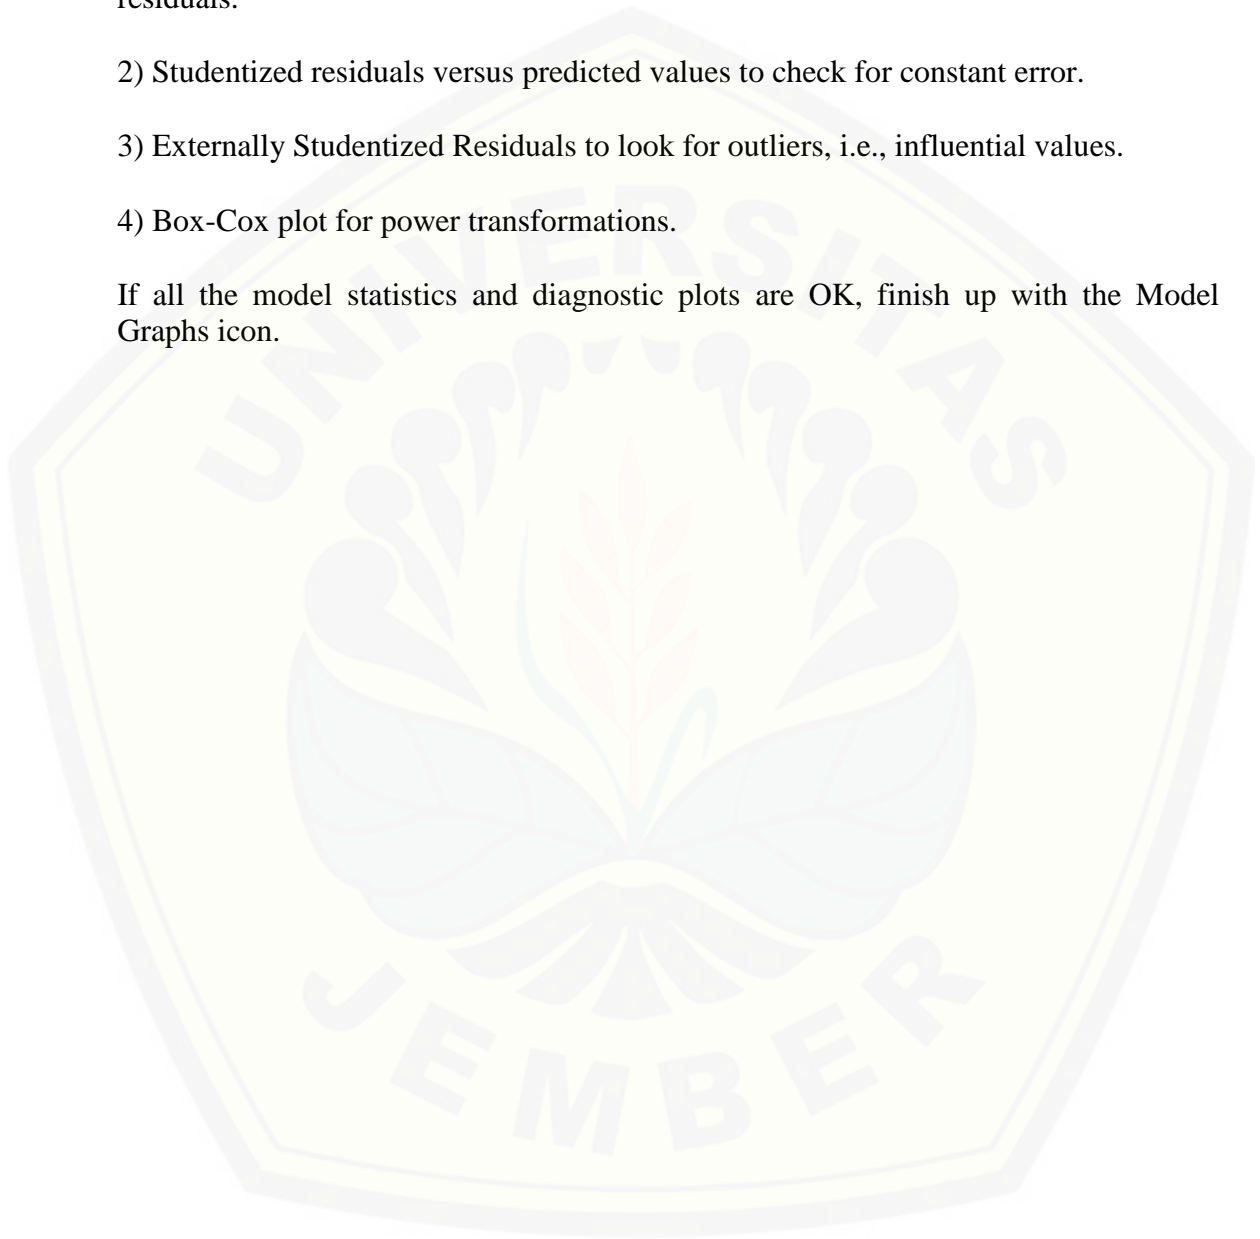 residuals.
2) Studentized residuals versus predicted values to check for constant error.
3) Externally Studentized Residuals to look for outliers, i.e., influential values.
4) Box-Cox plot for power transformations.
If all the model statistics and diagnostic plots are OK, finish up with the Model
Graphs icon.
UNIVERSITAS
JEMBER